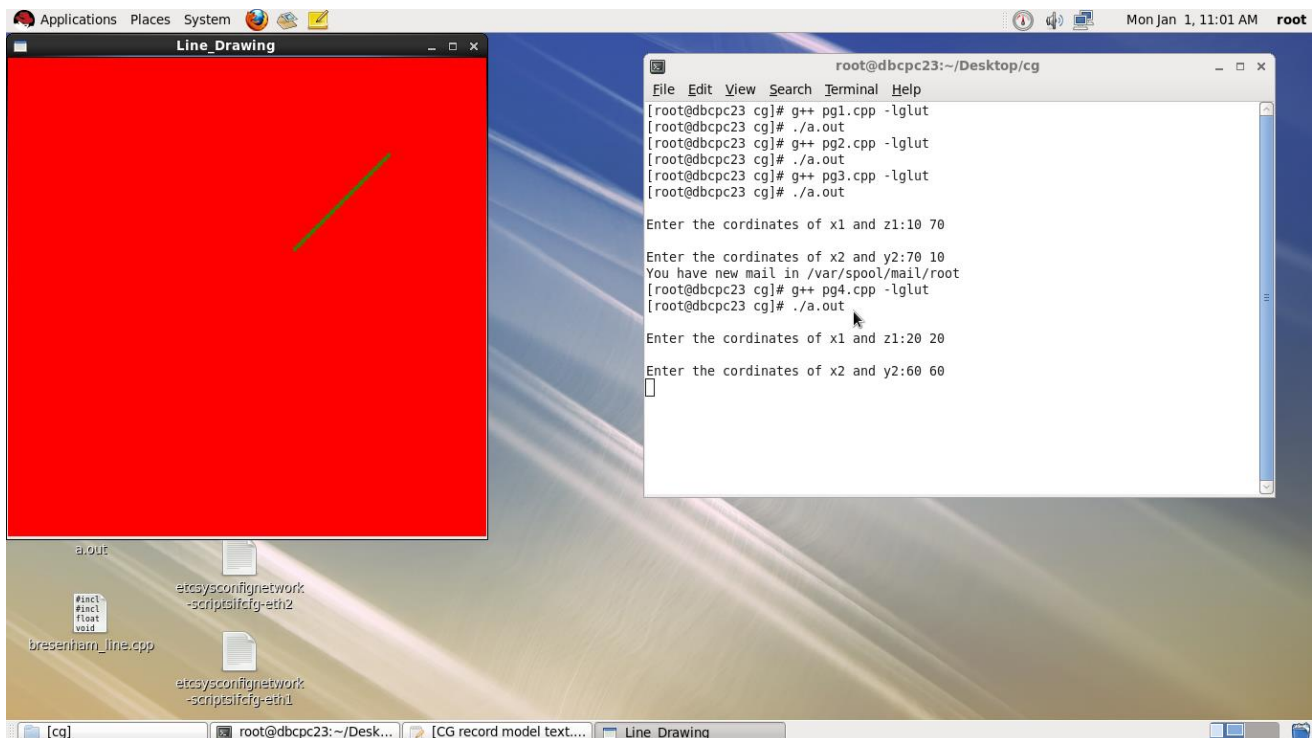 Applications Places System Mon Jan 1, 11:01 AM root
Line_Drawing
root@dbcpc23:~/Desktop/cg
File Edit View Search Terminal Help
[root@dbcpc23 cg]# g++ pg1.cpp -lglut
[root@dbcpc23 cg]# ./a.out
[root@dbcpc23 cg]# g++ pg2.cpp -lglut
[root@dbcpc23 cg]# ./a.out
[root@dbcpc23 cg]# g++ pg3.cpp -lglut
[root@dbcpc23 cg]# ./a.out
Enter the cordinates of x1 and z1:10 70
Enter the cordinates of x2 and y2:70 10
You have new mail in /var/spool/mail/root
[root@dbcpc23 cg]# g++ pg4.cpp -lglut
[root@dbcpc23 cg]# ./a.out
Enter the cordinates of x1 and z1:20 20
Enter the cordinates of x2 and y2:60 60
a.out
etcsysconfignetwork
-scriptsifcfg-eth2
#incl
#incl
float
void
bresenham_line.cpp
etcsysconfignetwork
-scriptsifcfg-eth1
[cg] root@dbcpc23:~/Desk... [CG record model text.... Line_Drawing